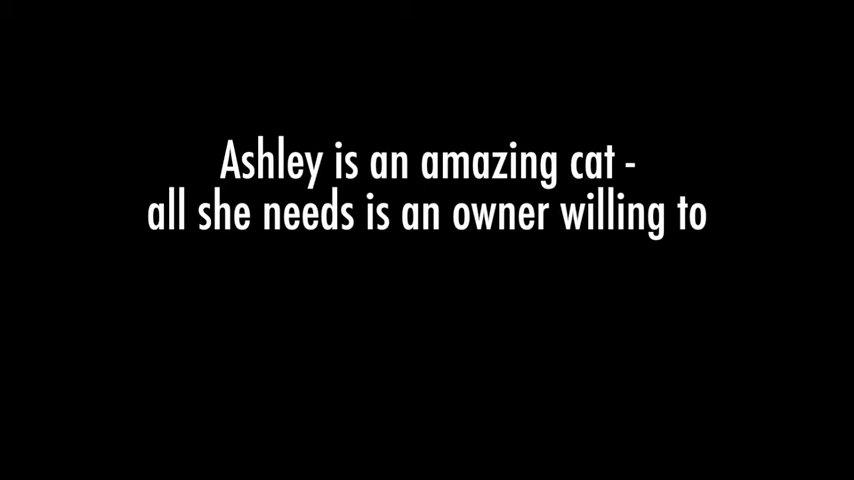 Ashley is an amazing cat -
all she needs is an owner willing to